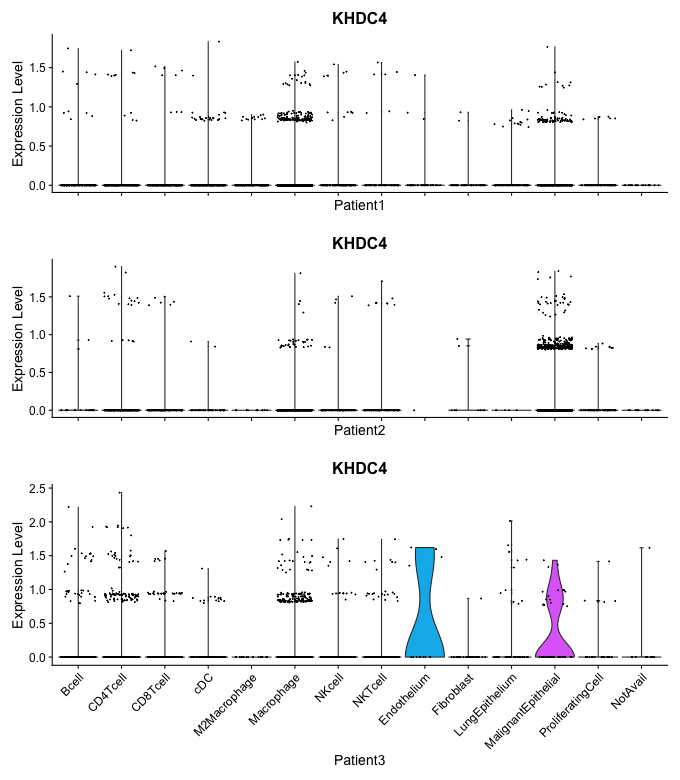 KHDC4
Expression Level
1.5
1.0
0.5
0.0
Patient1
KHDC4
Expression Level
1.5
1.0
0.5
0.0
Patient2
KHDC4
Expression Level
2.5
2.0
1.5
1.0
0.5
0.0
Bcell
CD4Tcell
CD8Tcell
cDC
M2Macrophage
Macrophage
NKcell
NKTcell
Endothelium
Fibroblast
LungEpithelium
MalignantEpithelial
ProliferatingCell
NotAvail
Patient3